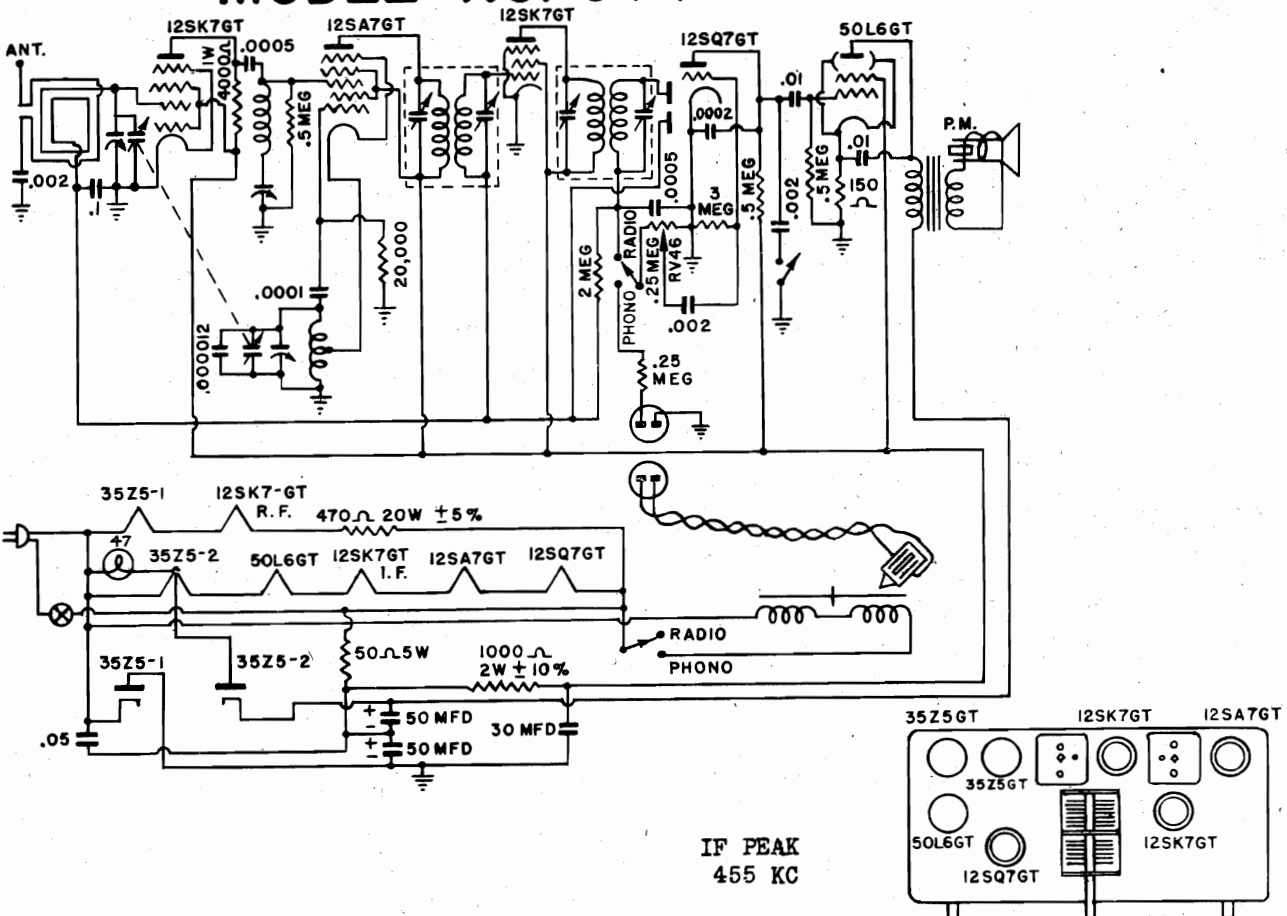 12SK7GT
ANT.
12SK7GT
12SA7GT
12SQ7GT
50L6GT
1W
4000Ω
.0005
.5 MEG
.002
.1
.0002
.01
P.M.
.01
.0005
3
MEG
.5 MEG
.002
.5 MEG
150
20,000
.0001
.000012
2 MEG
RADIO
.25 MEG
RV46
PHONO
.002
.25
MEG
35Z5-1
12SK7-GT
R.F.
470Ω 20W ±5%
47
35Z5-2
50L6GT
12SK7GT
I.F.
12SA7GT
12SQ7GT
RADIO
PHONO
50Ω5W
1000Ω
2W ±10%
35Z5-1
35Z5-2
.05
+
-
50 MFD
+
-
50 MFD
30 MFD
35Z5GT
12SK7GT
12SA7GT
35Z5GT
50L6GT
12SK7GT
12SQ7GT
IF PEAK
455 KC